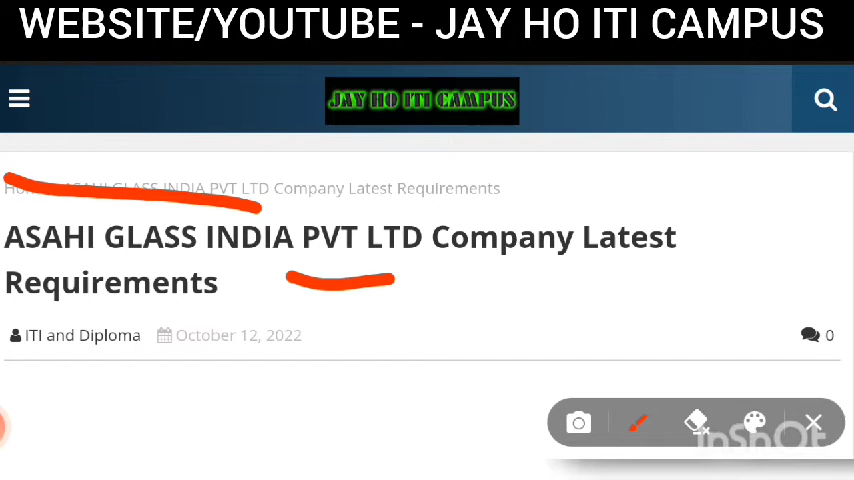 WEBSITE/YOUTUBE - JAY HO ITI CAMPUS
JAY HO ITI CAMPUS
ASAHI GLASS INDIA PVT LTD Company Latest Requirements
ASAHI GLASS INDIA PVT LTD Company Latest
Requirements
ITI and Diploma October 12, 2022 0
InShot